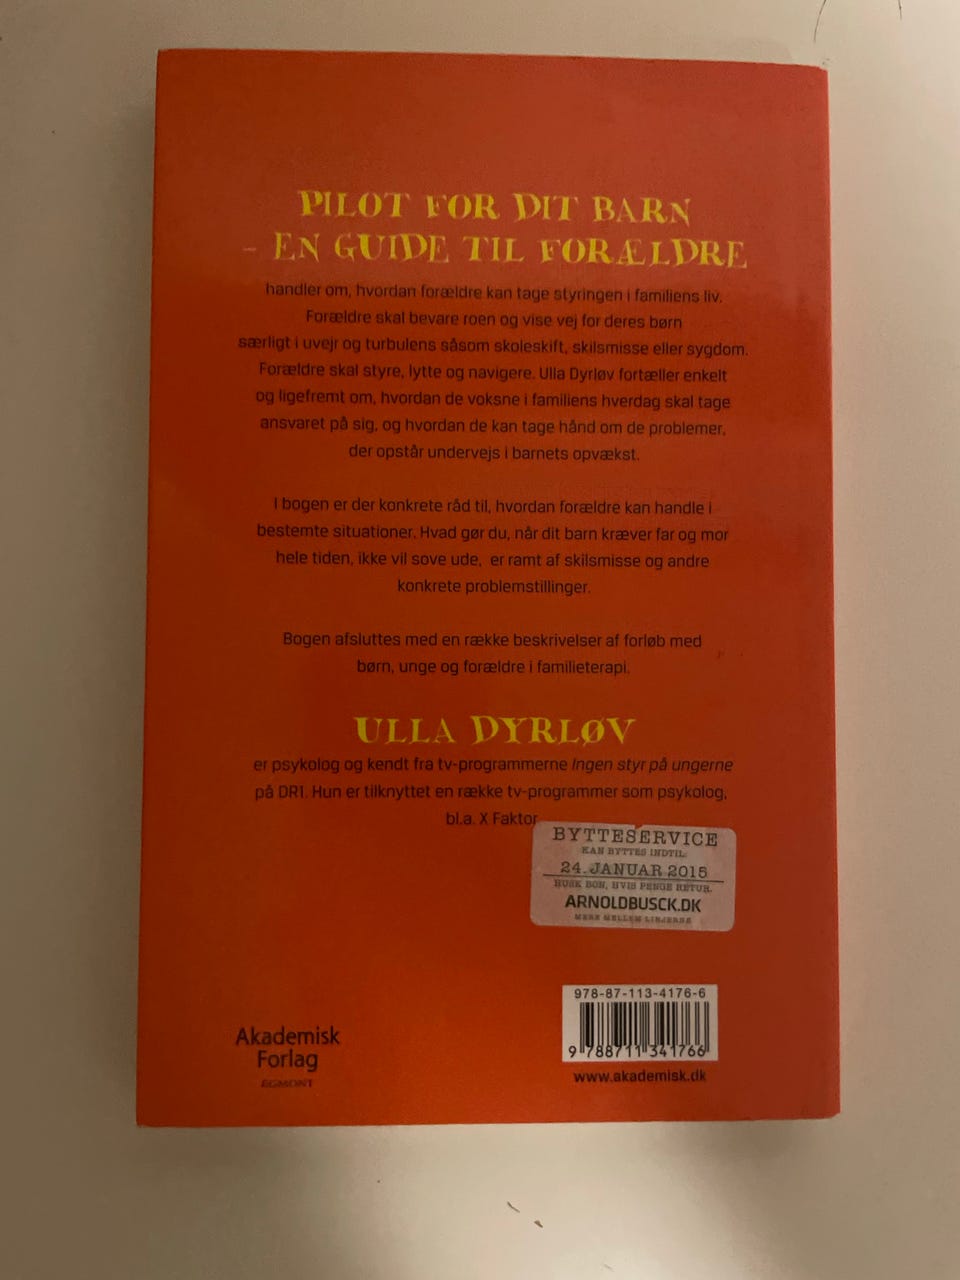 PILOT FOR DIT BARN
– EN GUIDE TIL FORÆLDRE
handler om, hvordan forældre kan tage styringen i familiens liv.
Forældre skal bevare roen og vise vej for deres børn
særligt i uvejr og turbulens såsom skoleskift, skilsmisse eller sygdom.
Forældre skal styre, lytte og navigere. Ulla Dyrløv fortæller enkelt
og ligefremt om, hvordan de voksne i familiens hverdag skal tage
ansvaret på sig, og hvordan de kan tage hånd om de problemer,
der opstår undervejs i barnets opvækst.
I bogen er der konkrete råd til, hvordan forældre kan handle i
bestemte situationer. Hvad gør du, når dit barn kræver far og mor
hele tiden, ikke vil sove ude, er ramt af skilsmisse og andre
konkrete problemstillinger.
Bogen afsluttes med en række beskrivelser af forløb med
børn, unge og forældre i familieterapi.
ULLA DYRLØV
er psykolog og kendt fra tv-programmerne Ingen styr på ungerne
på DR1. Hun er tilknyttet en række tv-programmer som psykolog,
bl.a. X Faktor
BYTTESERVICE
KAN BYTTES INDTIL:
24. JANUAR 2015
HUSK BON, HVIS PENGE RETUR.
ARNOLDBUSCK.DK
MERE MELLEM LINJERNE
978-87-113-4176-6
9 788711 341766
www.akademisk.dk
Akademisk
Forlag
EGMONT